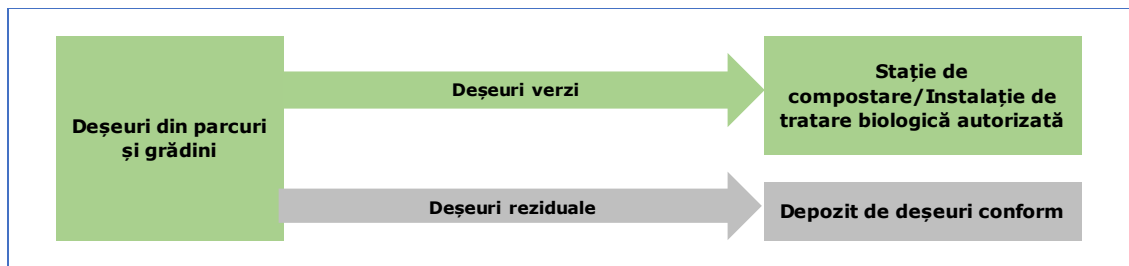 Deșeuri din parcuri
și grădini
Deșeuri verzi
Stație de
compostare/Instalație de
tratare biologică autorizată
Deșeuri reziduale
Depozit de deșeuri conform